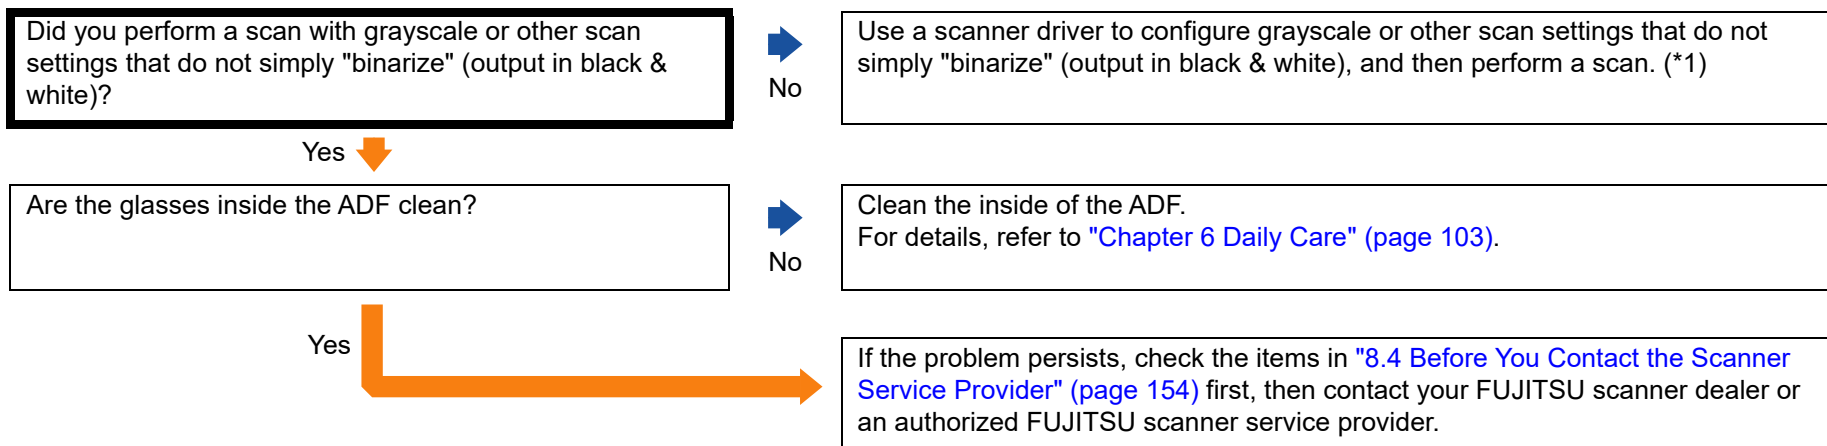 Did you perform a scan with grayscale or other scan
settings that do not simply "binarize" (output in black &
white)?
No
Use a scanner driver to configure grayscale or other scan settings that do not
simply "binarize" (output in black & white), and then perform a scan. (*1)
Yes
Are the glasses inside the ADF clean?
No
Clean the inside of the ADF.
For details, refer to "Chapter 6 Daily Care" (page 103).
Yes
If the problem persists, check the items in "8.4 Before You Contact the Scanner
Service Provider" (page 154) first, then contact your FUJITSU scanner dealer or
an authorized FUJITSU scanner service provider.